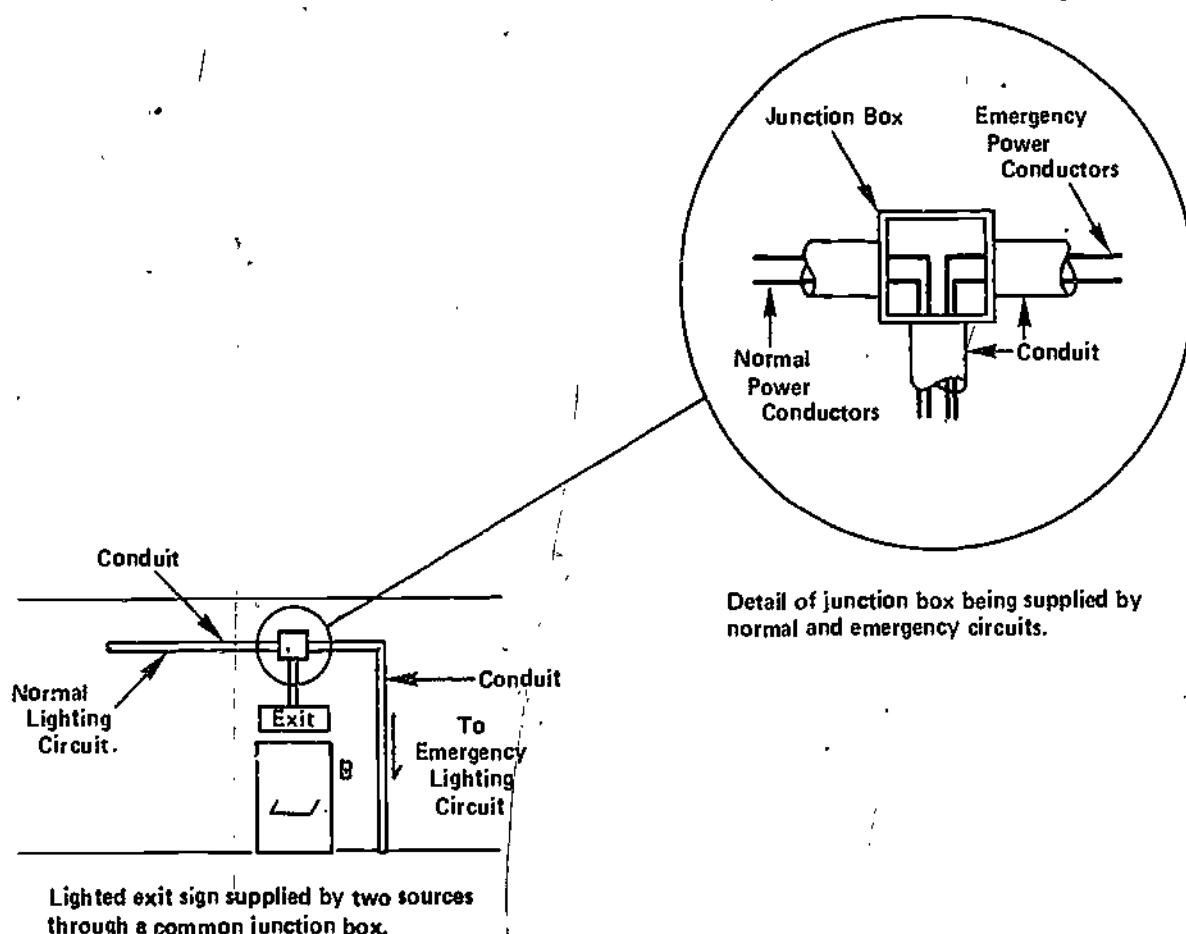 Junction Box
Emergency
Power
Conductors
Normal
Power
Conductors
Conduit
Detail of junction box being supplied by
normal and emergency circuits.
Conduit
Normal
Lighting
Circuit.
Exit
Conduit
To
Emergency
Lighting
Circuit
Lighted exit sign supplied by two sources
through a common junction box.